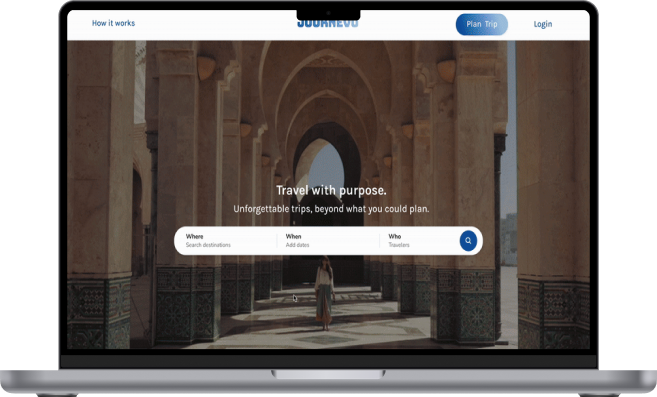 How it works
Plan Trip
Login
Travel with purpose.
Unforgettable trips, beyond what you could plan.
Where
Search destinations
When
Add dates
Who
Travelers